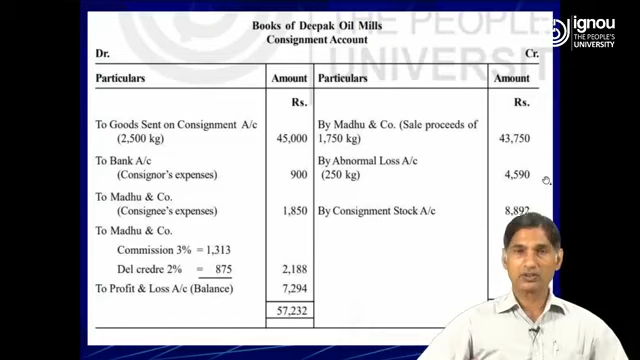 THE PEOPLE'S
UNIVERSITY
ignou
THE PEOPLE'S
UNIVERSITY
Books of Deepak Oil Mills
Consignment Account
Dr. Cr.
Particulars Amount Particulars Amount
Rs. Rs.
To Goods Sent on Consignment A/c By Madhu & Co. (Sale proceeds of
(2,500 kg) 45,000 1,750 kg) 43,750
To Bank A/c By Abnormal Loss A/c
(Consignor's expenses) 900 (250 kg) 4,590
To Madhu & Co.
(Consignee's expenses) 1,850 By Consignment Stock A/c 8,892
To Madhu & Co.
Commission 3% = 1,313
Del credre 2% = 875 2,188
To Profit & Loss A/c (Balance) 7,294
57,232